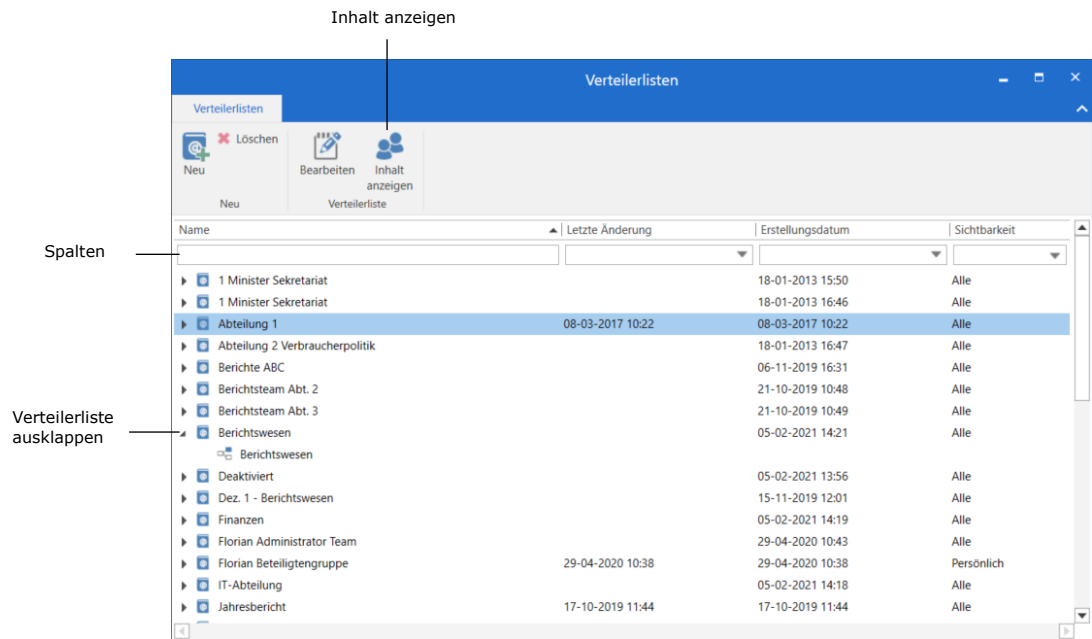 Inhalt anzeigen
Verteilerlisten
Verteilerlisten
Neu
Löschen
Bearbeiten
Inhalt
anzeigen
Neu
Verteilerliste
Spalten
Name Letzte Änderung Erstellungsdatum Sichtbarkeit
1 Minister Sekretariat 18-01-2013 15:50 Alle
1 Minister Sekretariat 18-01-2013 16:46 Alle
Abteilung 1 08-03-2017 10:22 08-03-2017 10:22 Alle
Abteilung 2 Verbraucherpolitik 18-01-2013 16:47 Alle
Berichte ABC 06-11-2019 16:31 Alle
Berichtsteam Abt. 2 21-10-2019 10:48 Alle
Berichtsteam Abt. 3 21-10-2019 10:49 Alle
Verteilerliste
ausklappen
Berichtswesen 05-02-2021 14:21 Alle
Berichtswesen
Deaktiviert 05-02-2021 13:56 Alle
Dez. 1 - Berichtswesen 15-11-2019 12:01 Alle
Finanzen 05-02-2021 14:19 Alle
Florian Administrator Team 29-04-2020 10:43 Alle
Florian Beteiligtengruppe 29-04-2020 10:38 29-04-2020 10:38 Persönlich
IT-Abteilung 05-02-2021 14:18 Alle
Jahresbericht 17-10-2019 11:44 17-10-2019 11:44 Alle